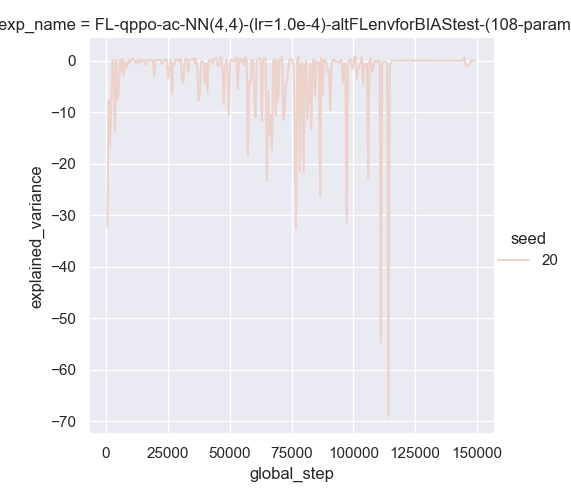 exp_name = FL-qppo-ac-NN(4,4)-(lr=1.0e-4)-altFLenvforBIAStest-(108-param
0
−10
−20
−30
−40
−50
−60
−70
explained_variance
0 25000 50000 75000 100000 125000 150000
global_step
seed
20